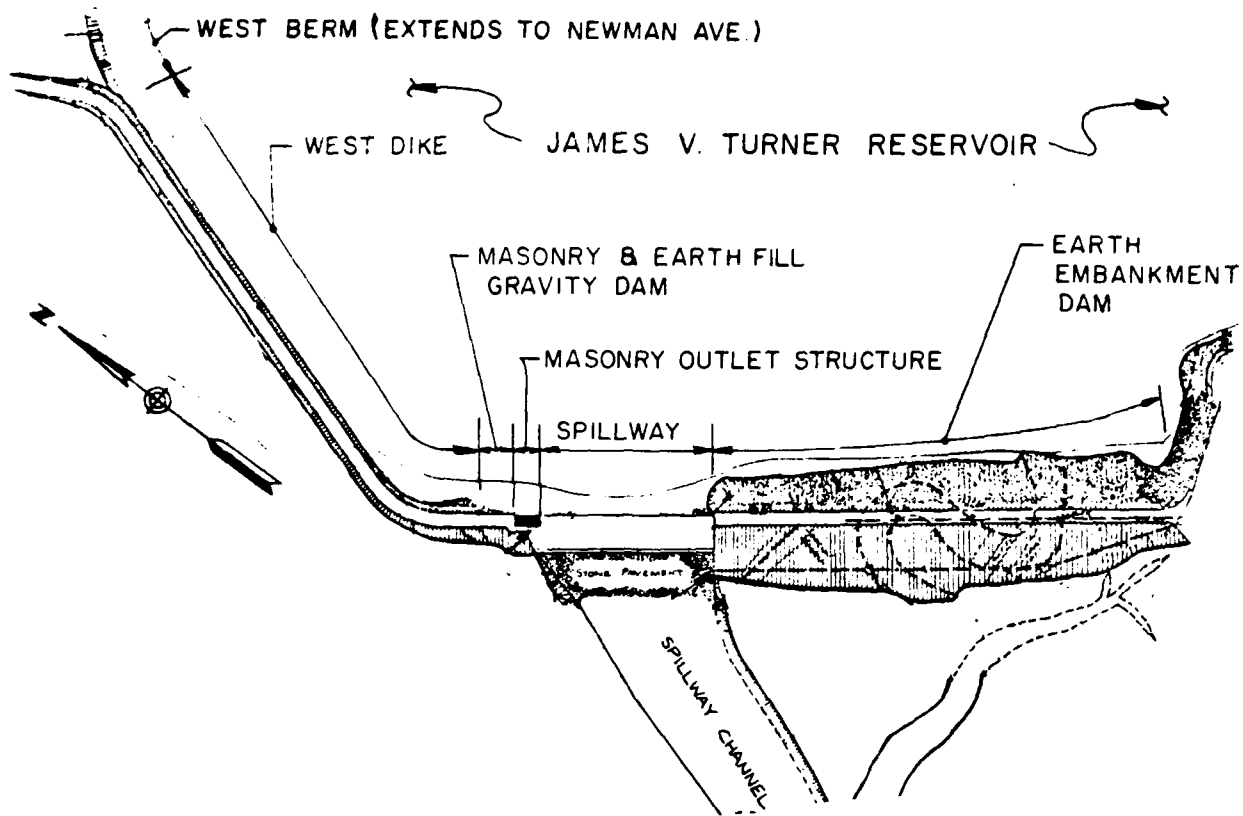 WEST BERM (EXTENDS TO NEWMAN AVE.)
WEST DIKE
JAMES V. TURNER RESERVOIR
MASONRY & EARTH FILL
GRAVITY DAM
EARTH
EMBANKMENT
DAM
N
MASONRY OUTLET STRUCTURE
SPILLWAY
STONE PAVEMENT
SPILLWAY CHANNEL